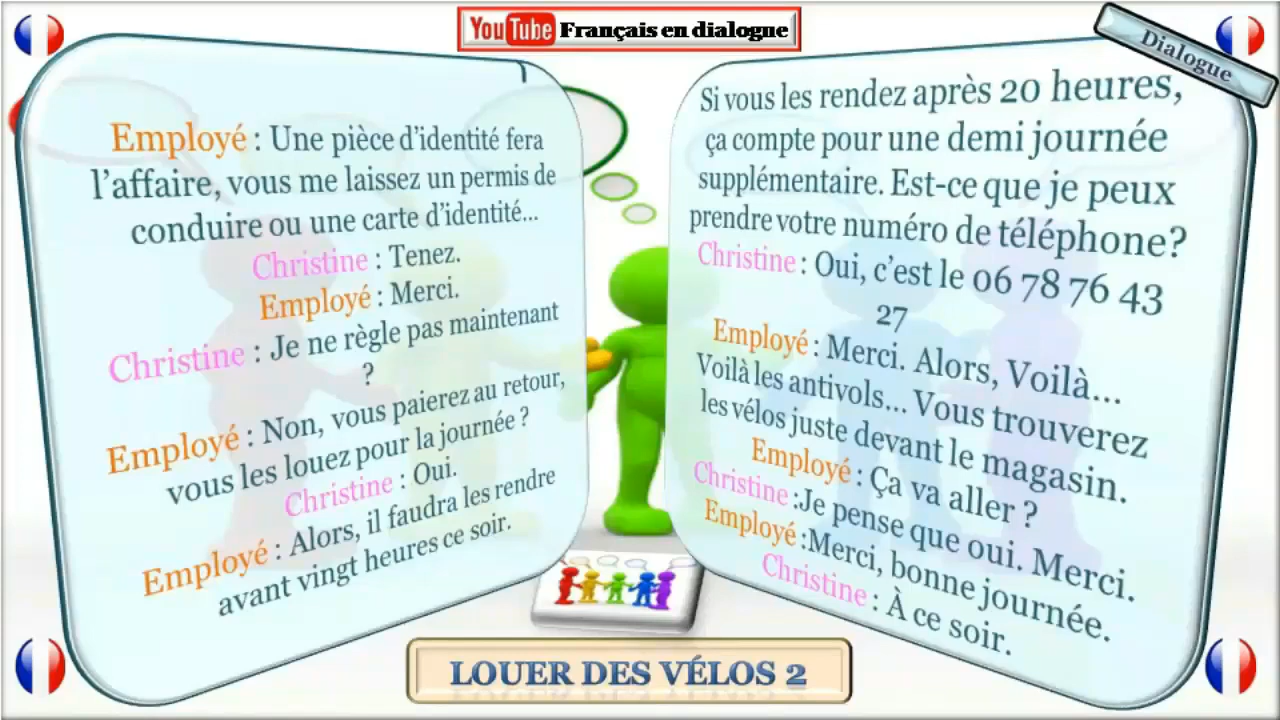 YouTube Français en dialogue
Dialogue
Employé : Une pièce d'identité fera
l'affaire, vous me laissez un permis de
conduire ou une carte d'identité...
Christine : Tenez.
Employé : Merci.
Christine : Je ne règle pas maintenant
?
Employé : Non, vous paierez au retour,
vous les louez pour la journée ?
Christine : Oui.
Employé : Alors, il faudra les rendre
avant vingt heures ce soir.
Si vous les rendez après 20 heures,
ça compte pour une demi journée
supplémentaire. Est-ce que je peux
prendre votre numéro de téléphone?
Christine : Oui, c'est le 06 78 76 43
27
Employé : Merci. Alors, Voilà...
Voilà les antivols... Vous trouverez
les vélos juste devant le magasin.
Employé : Ça va aller ?
Christine :Je pense que oui. Merci.
Employé :Merci, bonne journée.
Christine : À ce soir.
LOUER DES VÉLOS 2